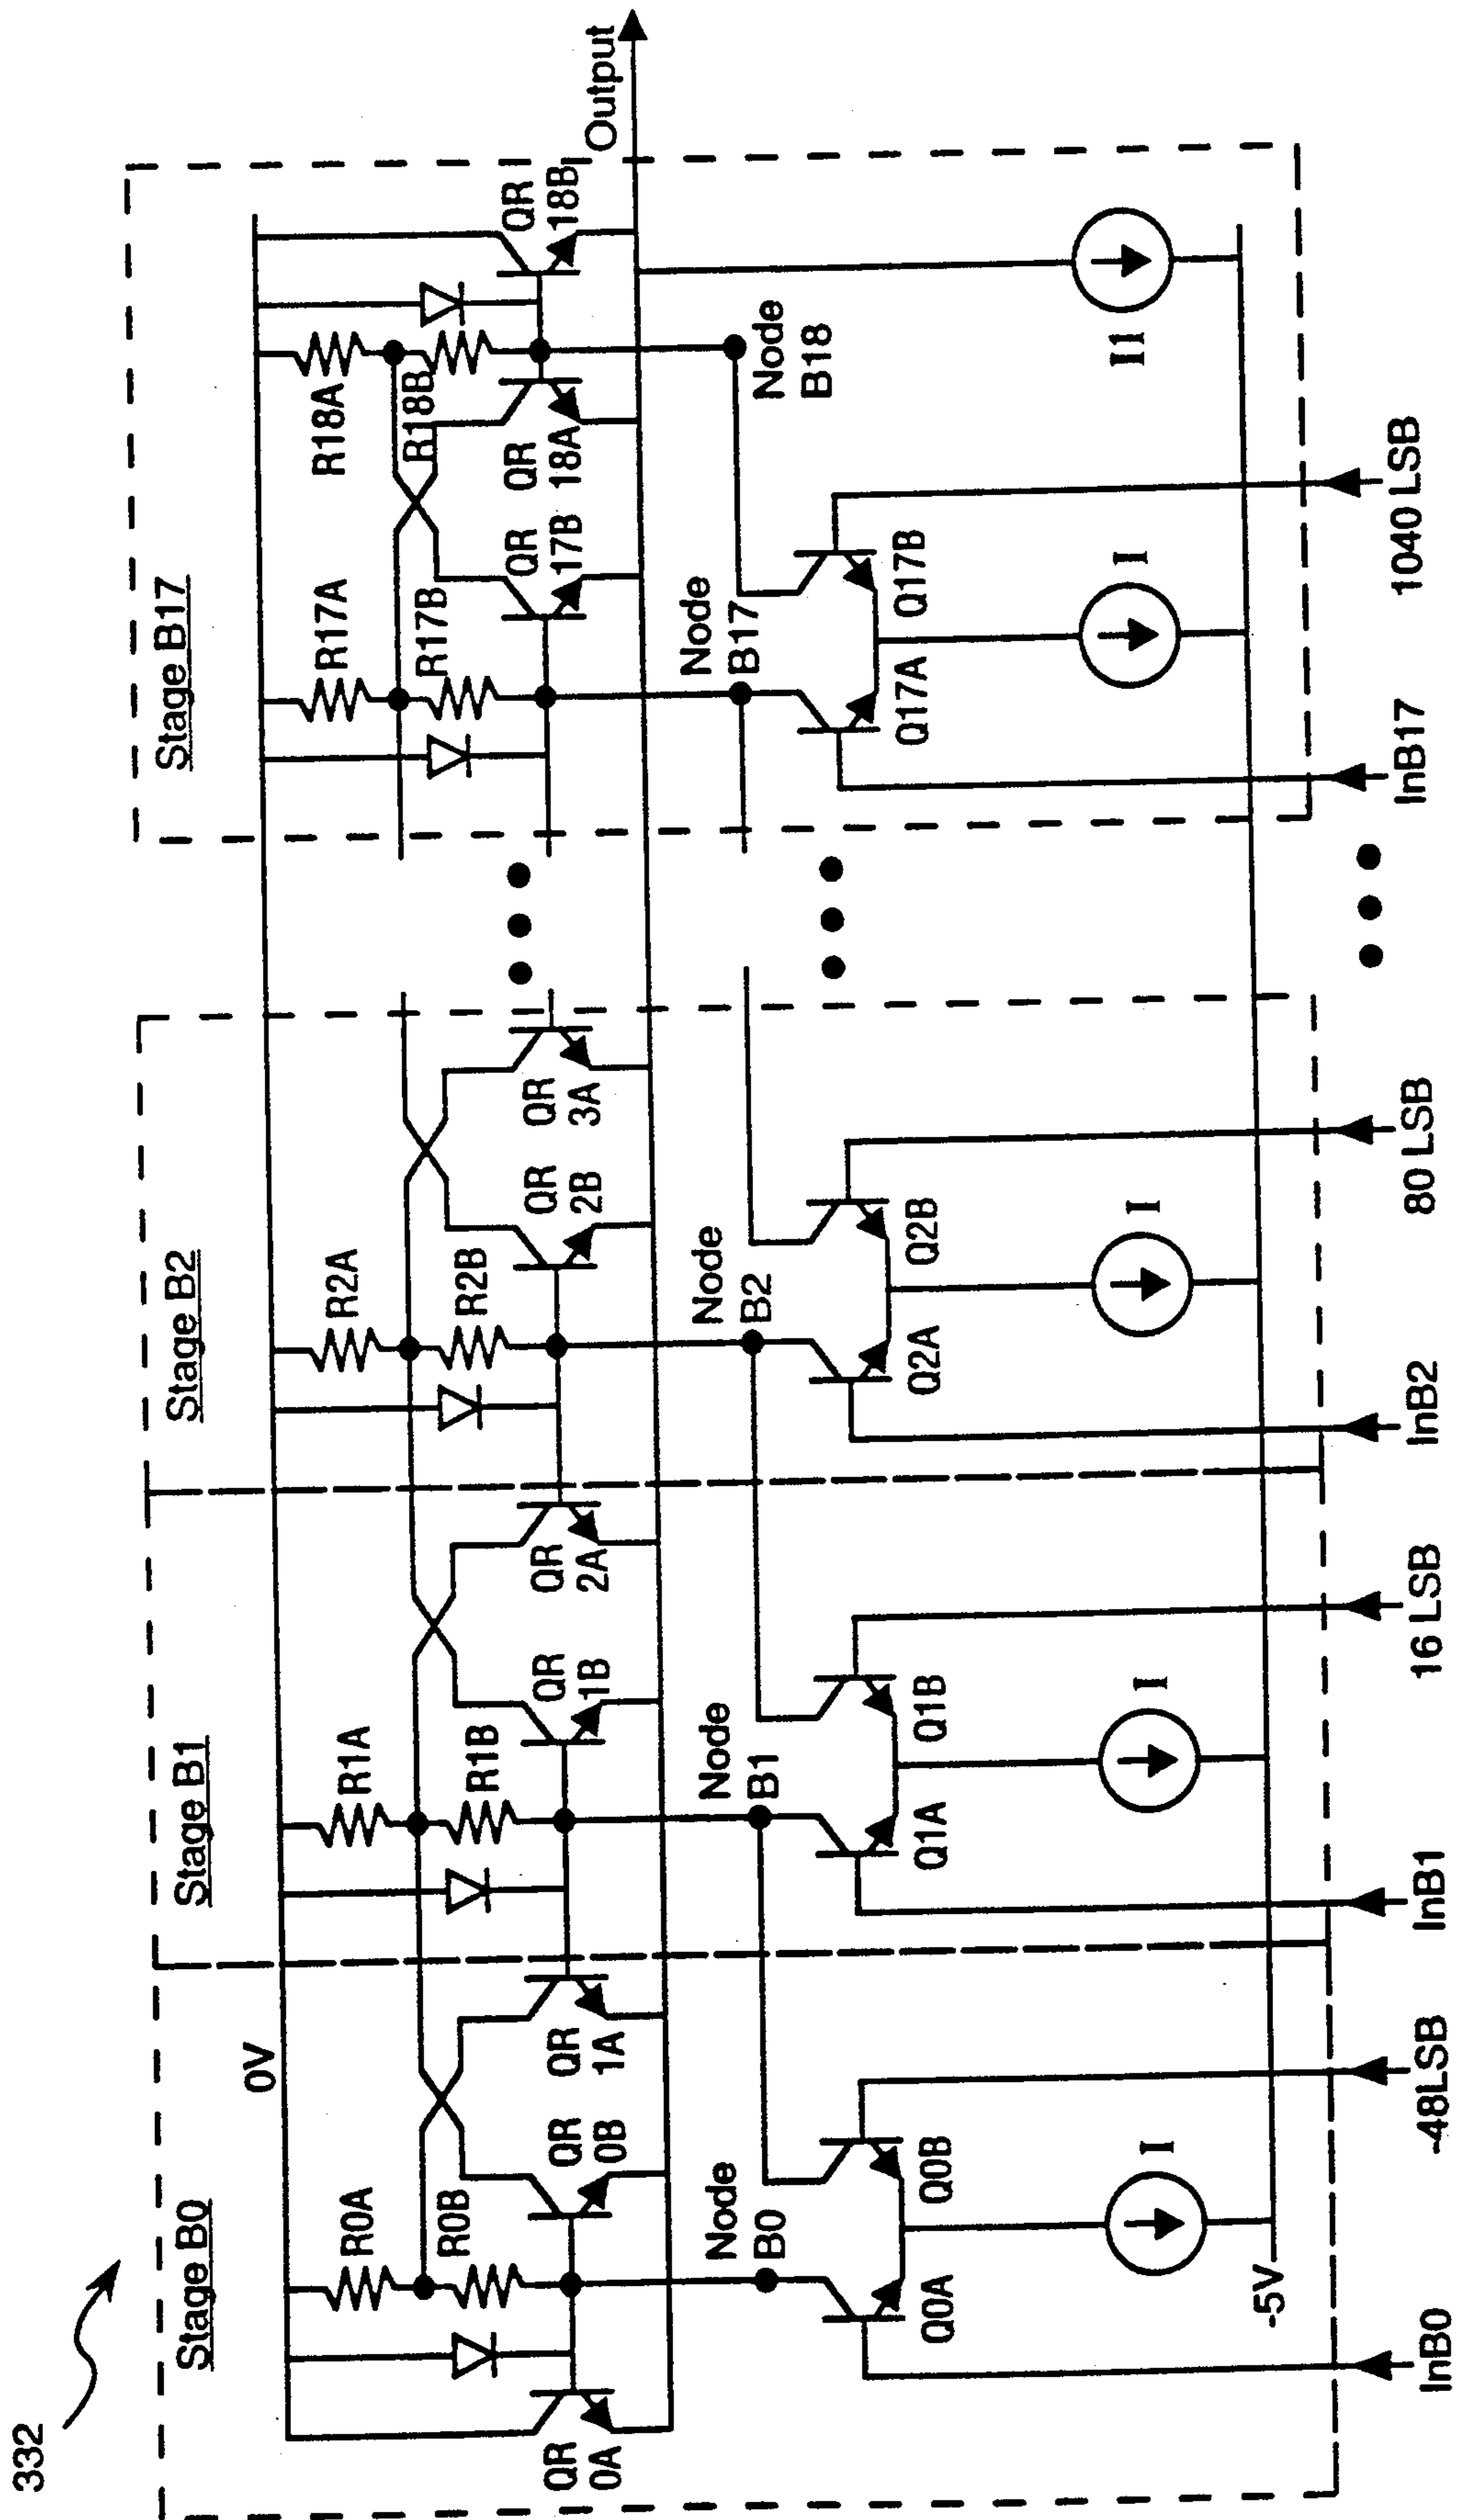 332
Stage B0
Stage B1
Stage B2
Stage B17
0V
R0A
R0B
R1A
R1B
R2A
R2B
R17A
R17B
R18A
R18B
QR
0A
QR
0B
QR
1A
QR
1B
QR
2A
QR
2B
QR
3A
QR
17B
QR
18A
QR
18B
Output
Node
B0
Node
B1
Node
B2
Node
B17
Node
B18
Q0A
Q0B
Q1A
Q1B
Q2A
Q2B
Q17A
Q17B
I
I
I
I
I1
-5V
InB0
-48LSB
InB1
16 LSB
InB2
80 LSB
InB17
1040 LSB